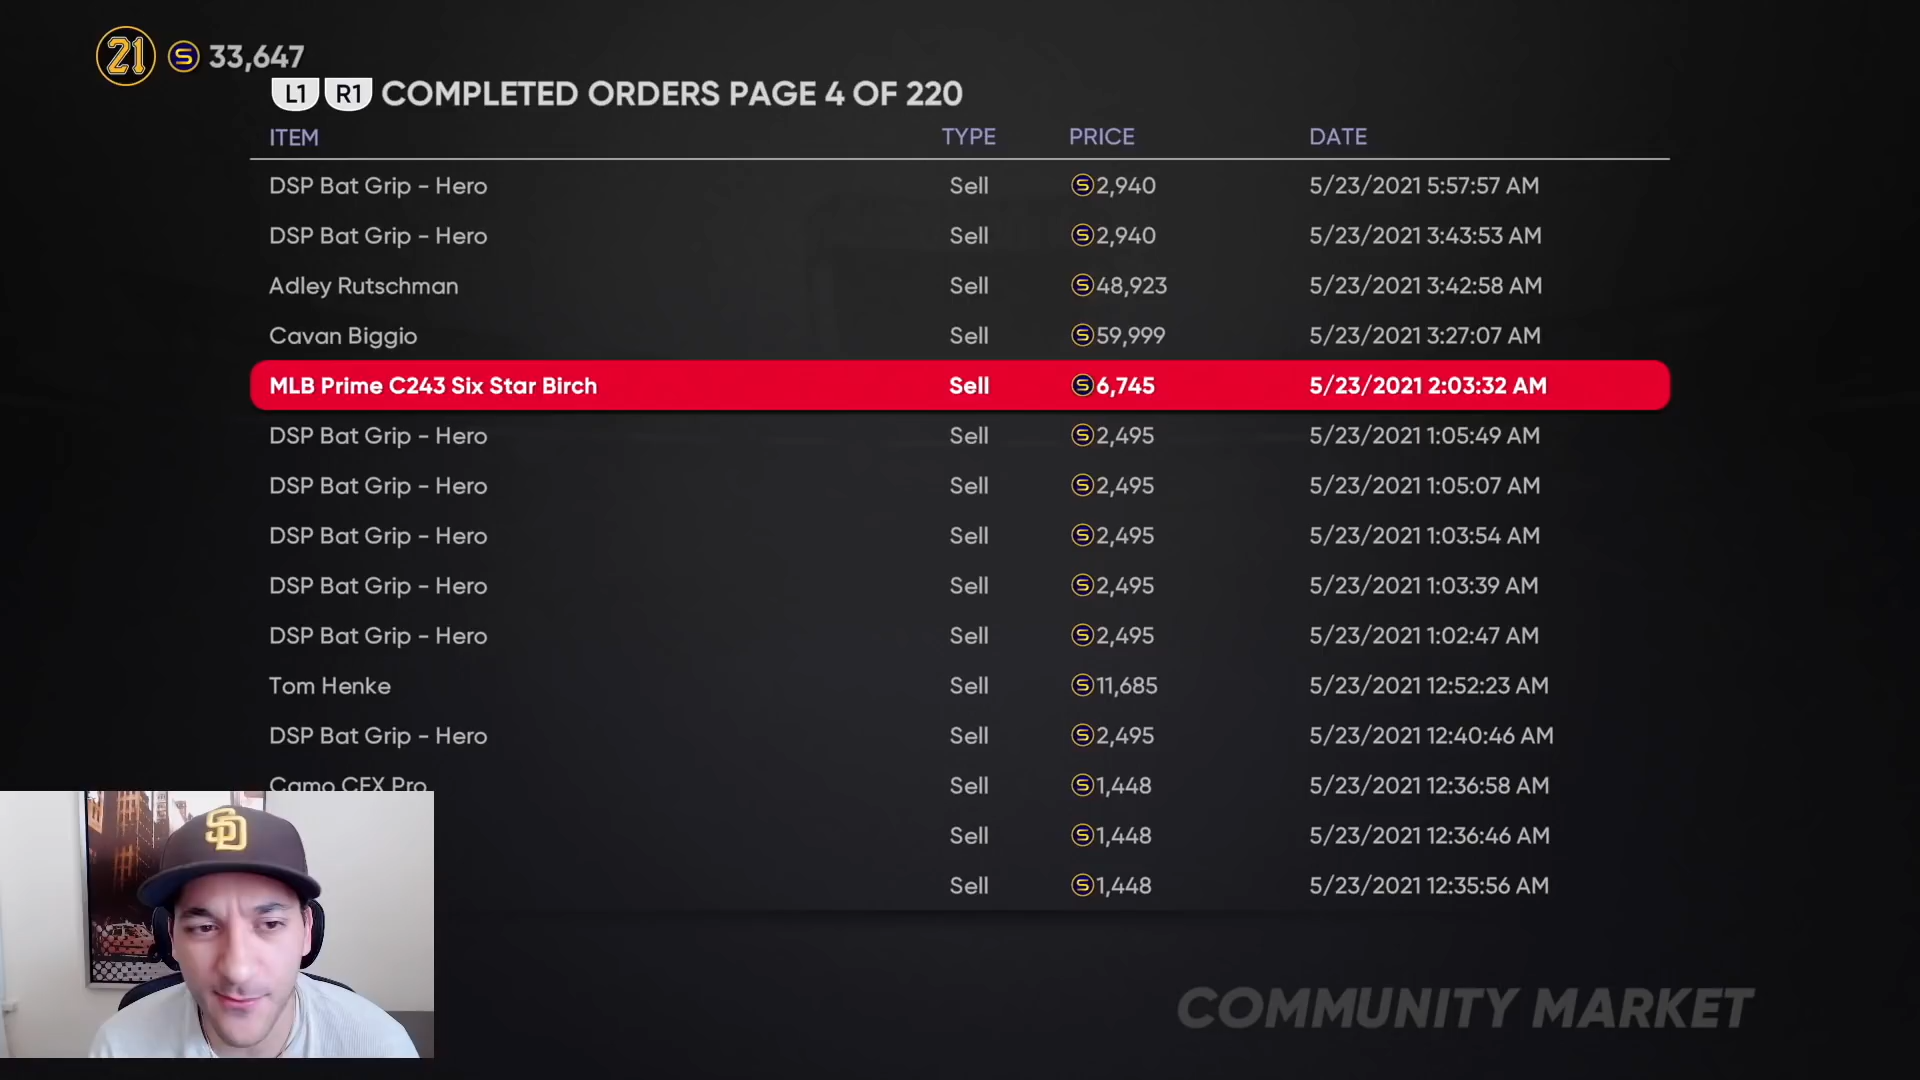 21 S 33,647
L1 R1 COMPLETED ORDERS PAGE 4 OF 220
ITEM TYPE PRICE DATE
DSP Bat Grip - Hero Sell S 2,940 5/23/2021 5:57:57 AM
DSP Bat Grip - Hero Sell S 2,940 5/23/2021 3:43:53 AM
Adley Rutschman Sell S 48,923 5/23/2021 3:42:58 AM
Cavan Biggio Sell S 59,999 5/23/2021 3:27:07 AM
MLB Prime C243 Six Star Birch Sell S 6,745 5/23/2021 2:03:32 AM
DSP Bat Grip - Hero Sell S 2,495 5/23/2021 1:05:49 AM
DSP Bat Grip - Hero Sell S 2,495 5/23/2021 1:05:07 AM
DSP Bat Grip - Hero Sell S 2,495 5/23/2021 1:03:54 AM
DSP Bat Grip - Hero Sell S 2,495 5/23/2021 1:03:39 AM
DSP Bat Grip - Hero Sell S 2,495 5/23/2021 1:02:47 AM
Tom Henke Sell S 11,685 5/23/2021 12:52:23 AM
DSP Bat Grip - Hero Sell S 2,495 5/23/2021 12:40:46 AM
Camo CFX Pro Sell S 1,448 5/23/2021 12:36:58 AM
Sell S 1,448 5/23/2021 12:36:46 AM
Sell S 1,448 5/23/2021 12:35:56 AM
SD
COMMUNITY MARKET